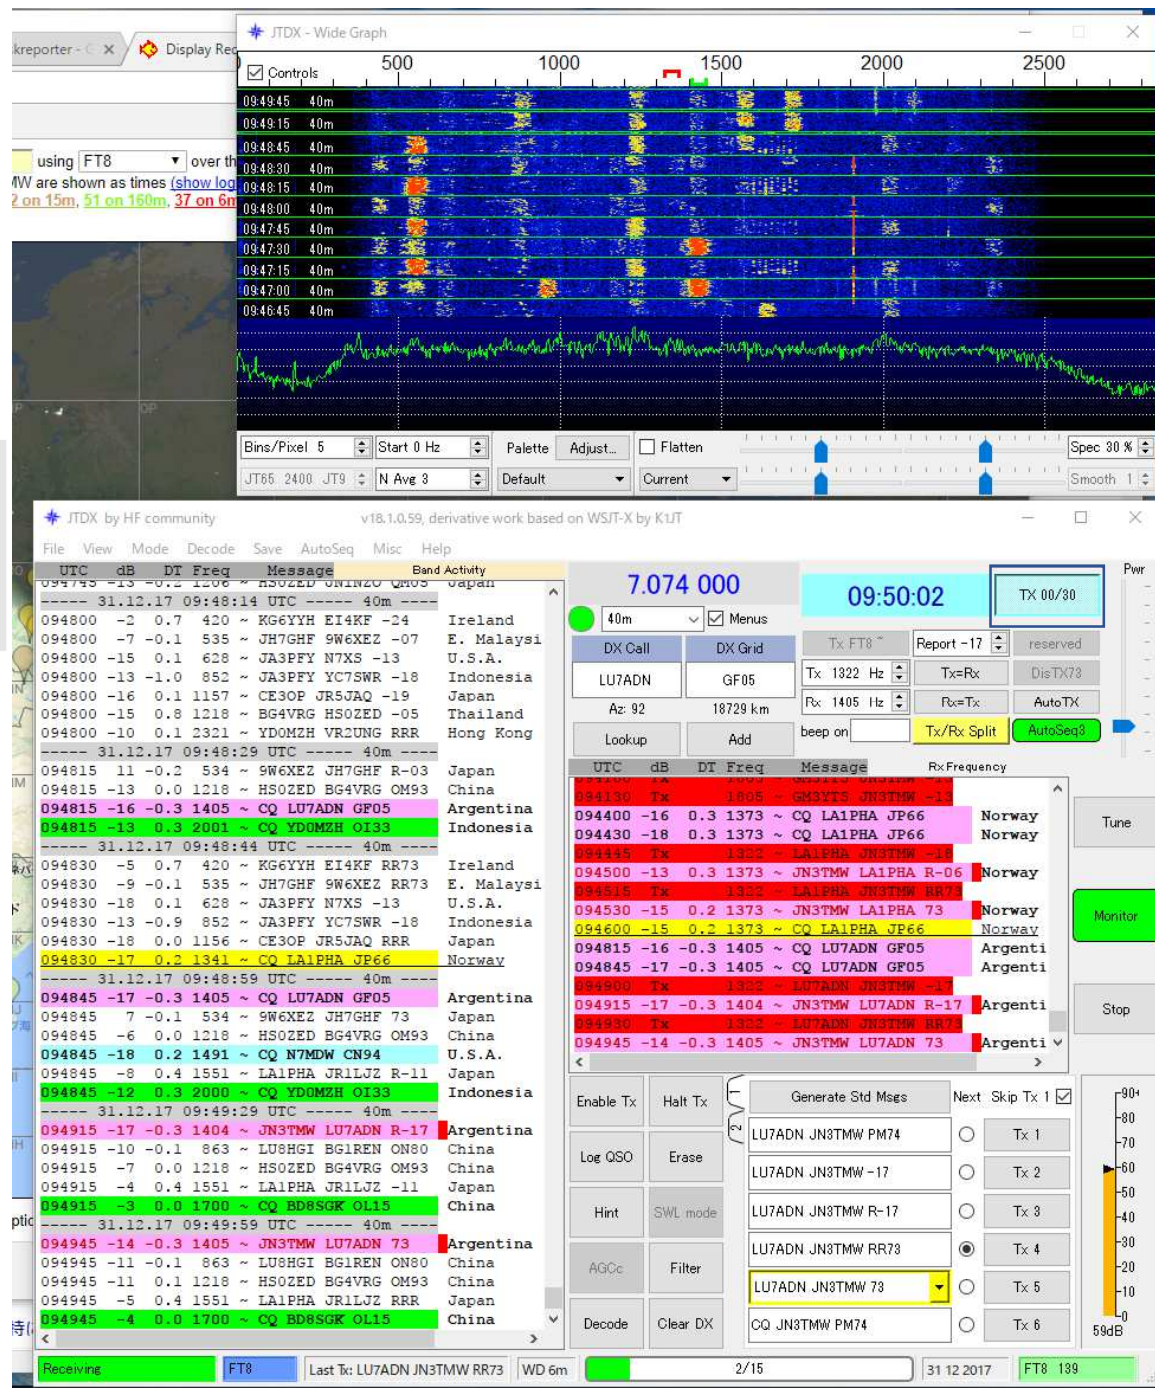 JTDX - Wide Graph
Display Rec
Controls
500 1000 1500 2000 2500
09:49:45 40m
09:49:15 40m
09:48:45 40m
09:48:30 40m
09:48:15 40m
09:48:00 40m
09:47:45 40m
09:47:30 40m
09:47:15 40m
09:47:00 40m
09:46:45 40m
using FT8 over th
MW are shown as times (show log
2 on 15m, 51 on 160m, 37 on 6m
Bins/Pixel 5 Start 0 Hz Palette Adjust... Flatten Spec 30 %
JT65 2400 JT9 N Avg 3 Default Current Smooth 1
JTDX by HF community v18.1.0.59, derivative work based on WSJT-X by K1JT
File View Mode Decode Save AutoSeq Misc Help
UTC dB DT Freq Message Band Activity
094745 -13 -0.2 1206 ~ HS0ZED JN1NZO QM05 Japan
----- 31.12.17 09:48:14 UTC ----- 40m ----
094800 -2 0.7 420 ~ KG6YYH EI4KF -24 Ireland
094800 -7 -0.1 535 ~ JH7GHF 9W6XEZ -07 E. Malaysi
094800 -15 0.1 628 ~ JA3PFY N7XS -13 U.S.A.
094800 -13 -1.0 852 ~ JA3PFY YC7SWR -18 Indonesia
094800 -16 0.1 1157 ~ CE3OP JR5JAQ -19 Japan
094800 -15 0.8 1218 ~ BG4VRG HS0ZED -05 Thailand
094800 -10 0.1 2321 ~ YD0MZH VR2UNG RRR Hong Kong
----- 31.12.17 09:48:29 UTC ----- 40m ----
094815 11 -0.2 534 ~ 9W6XEZ JH7GHF R-03 Japan
094815 -13 0.0 1218 ~ HS0ZED BG4VRG OM93 China
094815 -16 -0.3 1405 ~ CQ LU7ADN GF05 Argentina
094815 -13 0.3 2001 ~ CQ YD0MZH OI33 Indonesia
----- 31.12.17 09:48:44 UTC ----- 40m ----
094830 -5 0.7 420 ~ KG6YYH EI4KF RR73 Ireland
094830 -9 -0.1 535 ~ JH7GHF 9W6XEZ RR73 E. Malaysi
094830 -18 0.1 628 ~ JA3PFY N7XS -13 U.S.A.
094830 -13 -0.9 852 ~ JA3PFY YC7SWR -18 Indonesia
094830 -18 0.0 1156 ~ CE3OP JR5JAQ RRR Japan
094830 -17 0.2 1341 ~ CQ LA1PHA JP66 Norway
----- 31.12.17 09:48:59 UTC ----- 40m ----
094845 -17 -0.3 1405 ~ CQ LU7ADN GF05 Argentina
094845 7 -0.1 534 ~ 9W6XEZ JH7GHF 73 Japan
094845 -6 0.0 1218 ~ HS0ZED BG4VRG OM93 China
094845 -18 0.2 1491 ~ CQ N7MDW CN94 U.S.A.
094845 -8 0.4 1551 ~ LA1PHA JR1LJZ R-11 Japan
094845 -12 0.3 2000 ~ CQ YD0MZH OI33 Indonesia
----- 31.12.17 09:49:29 UTC ----- 40m ----
094915 -17 -0.3 1404 ~ JN3TMW LU7ADN R-17 Argentina
094915 -10 -0.1 863 ~ LU8HGI BG1REN ON80 China
094915 -7 0.0 1218 ~ HS0ZED BG4VRG OM93 China
094915 -4 0.4 1551 ~ LA1PHA JR1LJZ -11 Japan
094915 -3 0.0 1700 ~ CQ BD8SGK OL15 China
----- 31.12.17 09:49:59 UTC ----- 40m ----
094945 -14 -0.3 1405 ~ JN3TMW LU7ADN 73 Argentina
094945 -11 -0.1 863 ~ LU8HGI BG1REN ON80 China
094945 -11 0.1 1218 ~ HS0ZED BG4VRG OM93 China
094945 -5 0.4 1551 ~ LA1PHA JR1LJZ RRR Japan
094945 -4 0.0 1700 ~ CQ BD8SGK OL15 China
7.074 000
09:50:02
TX 00/30
Pwr
40m Menus
Tx FT8 ~ Report -17 reserved
DX Call DX Grid
Tx 1322 Hz Tx=Rx DisTX73
LU7ADN GF05
Rx 1405 Hz Rx=Tx AutoTX
Az: 92 18729 km
beep on Tx/Rx Split AutoSeq3
Lookup Add
UTC dB DT Freq Message Rx Frequency
094130 Tx 1805 ~ GM3YTS JN3TMW -13
094400 -16 0.3 1373 ~ CQ LA1PHA JP66 Norway
094430 -18 0.3 1373 ~ CQ LA1PHA JP66 Norway
094445 Tx 1322 ~ LA1PHA JN3TMW -18
094500 -13 0.3 1373 ~ JN3TMW LA1PHA R-06 Norway
094515 Tx 1322 ~ LA1PHA JN3TMW RR73
094530 -15 0.2 1373 ~ JN3TMW LA1PHA 73 Norway
094600 -15 0.2 1373 ~ CQ LA1PHA JP66 Norway
094815 -16 -0.3 1405 ~ CQ LU7ADN GF05 Argenti
094845 -17 -0.3 1405 ~ CQ LU7ADN GF05 Argenti
094900 Tx 1322 ~ LU7ADN JN3TMW -17
094915 -17 -0.3 1404 ~ JN3TMW LU7ADN R-17 Argenti
094930 Tx 1322 ~ LU7ADN JN3TMW RR73
094945 -14 -0.3 1405 ~ JN3TMW LU7ADN 73 Argenti
Tune
Monitor
Stop
Enable Tx Halt Tx
Log QSO Erase
Hint SWL mode
AGCc Filter
Decode Clear DX
1
2
Generate Std Msgs Next Skip Tx 1
LU7ADN JN3TMW PM74 Tx 1
LU7ADN JN3TMW -17 Tx 2
LU7ADN JN3TMW R-17 Tx 3
LU7ADN JN3TMW RR73 Tx 4
LU7ADN JN3TMW 73 Tx 5
CQ JN3TMW PM74 Tx 6
-90
-80
-70
-60
-50
-40
-30
-20
-10
-0
59dB
Receiving FT8 Last Tx: LU7ADN JN3TMW RR73 WD 6m 2/15 31 12 2017 FT8 139